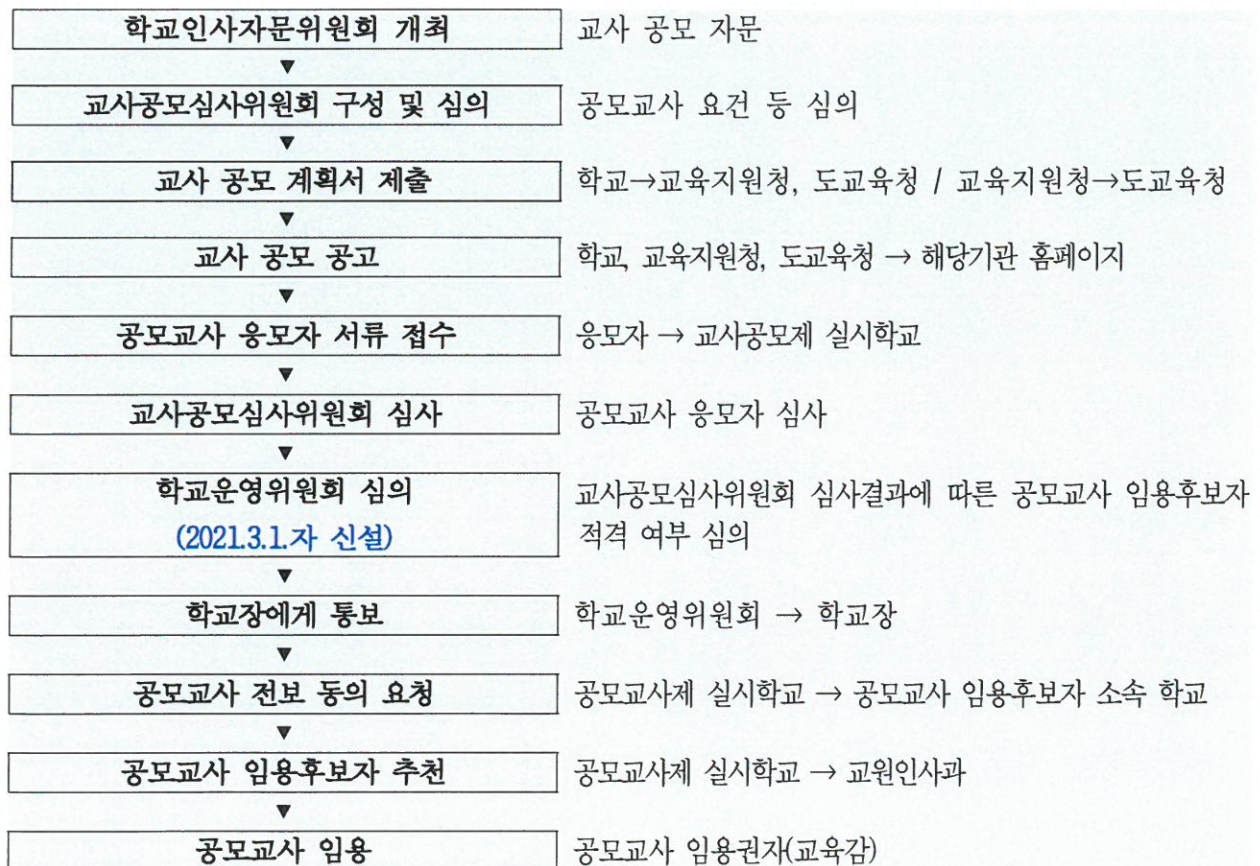 학교인사자문위원회 개최
교사 공모 자문
▼
교사공모심사위원회 구성 및 심의
공모교사 요건 등 심의
▼
교사 공모 계획서 제출
학교→교육지원청, 도교육청 / 교육지원청→도교육청
▼
교사 공모 공고
학교, 교육지원청, 도교육청 → 해당기관 홈페이지
▼
공모교사 응모자 서류 접수
응모자 → 교사공모제 실시학교
▼
교사공모심사위원회 심사
공모교사 응모자 심사
▼
학교운영위원회 심의
(2021.3.1.자 신설)
교사공모심사위원회 심사결과에 따른 공모교사 임용후보자
적격 여부 심의
▼
학교장에게 통보
학교운영위원회 → 학교장
▼
공모교사 전보 동의 요청
공모교사제 실시학교 → 공모교사 임용후보자 소속 학교
▼
공모교사 임용후보자 추천
공모교사제 실시학교 → 교원인사과
▼
공모교사 임용
공모교사 임용권자(교육감)